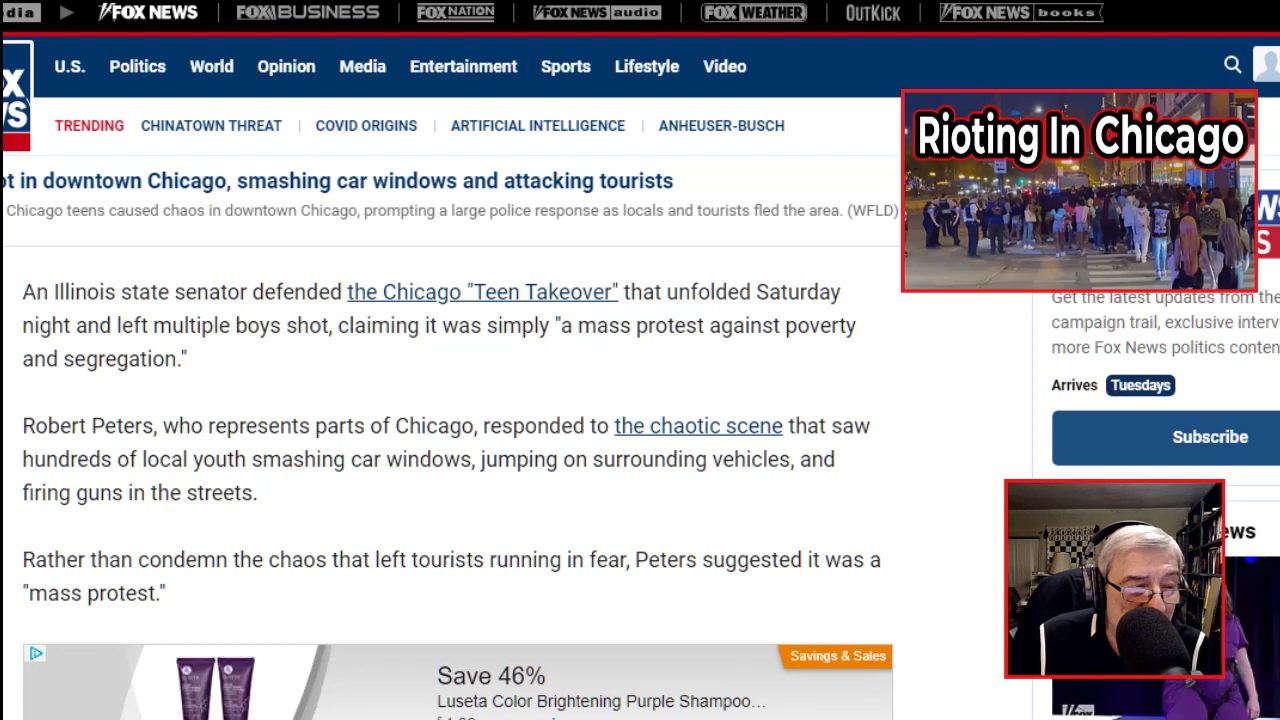 dia
FOX NEWS
FOX BUSINESS
FOX NATION
FOX NEWS audio
FOX WEATHER
OUTKICK
FOX NEWS books
U.S. Politics World Opinion Media Entertainment Sports Lifestyle Video
TRENDING CHINATOWN THREAT COVID ORIGINS ARTIFICIAL INTELLIGENCE ANHEUSER-BUSCH
Rioting In Chicago
ot in downtown Chicago, smashing car windows and attacking tourists
Chicago teens caused chaos in downtown Chicago, prompting a large police response as locals and tourists fled the area. (WFLD)
An Illinois state senator defended the Chicago "Teen Takeover" that unfolded Saturday
night and left multiple boys shot, claiming it was simply "a mass protest against poverty
and segregation."
Robert Peters, who represents parts of Chicago, responded to the chaotic scene that saw
hundreds of local youth smashing car windows, jumping on surrounding vehicles, and
firing guns in the streets.
Rather than condemn the chaos that left tourists running in fear, Peters suggested it was a
"mass protest."
Save 46%
Luseta Color Brightening Purple Shampoo...
Savings & Sales
Get the latest updates from the
campaign trail, exclusive interv
more Fox News politics conten
Arrives Tuesdays
Subscribe
ews